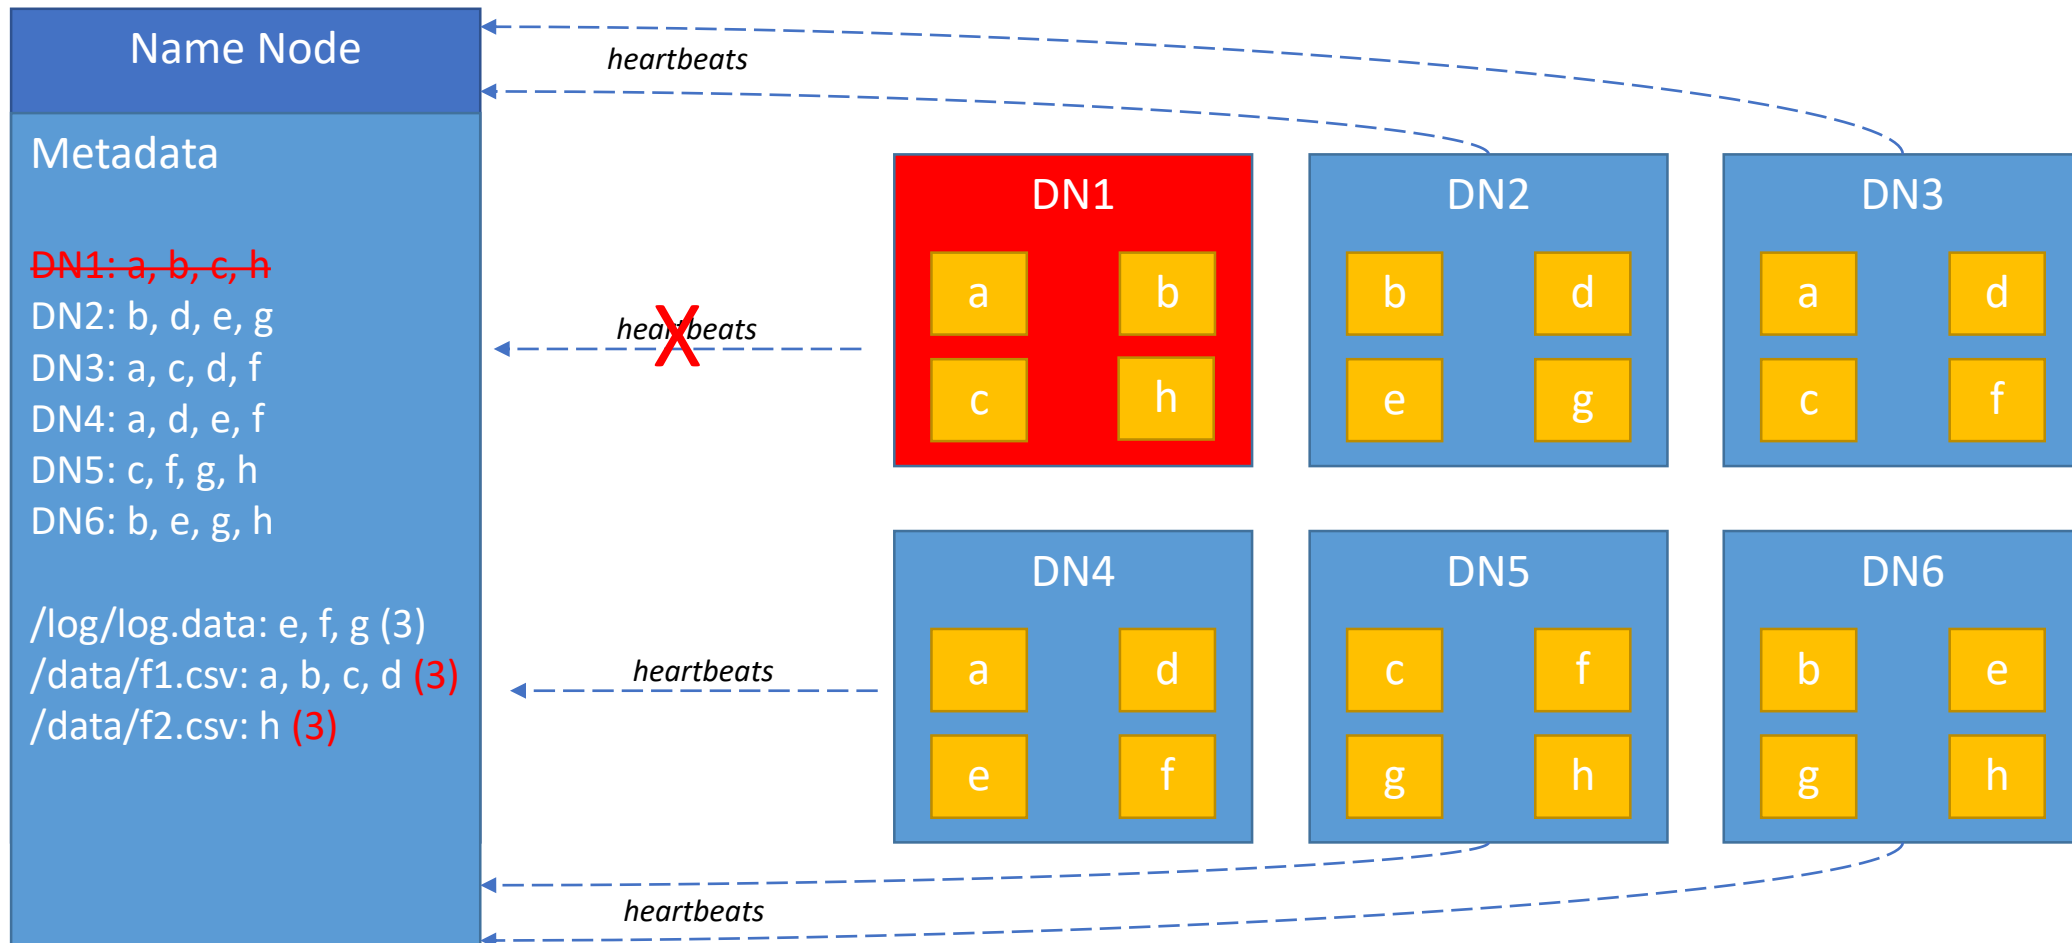 Name Node
Metadata
DN1: a, b, c, h
DN2: b, d, e, g
DN3: a, c, d, f
DN4: a, d, e, f
DN5: c, f, g, h
DN6: b, e, g, h
/log/log.data: e, f, g (3)
/data/f1.csv: a, b, c, d (3)
/data/f2.csv: h (3)
heartbeats
heartbeats
X
heartbeats
heartbeats
DN1
a b
c h
DN2
b d
e g
DN3
a d
c f
DN4
a d
e f
DN5
c f
g h
DN6
b e
g h